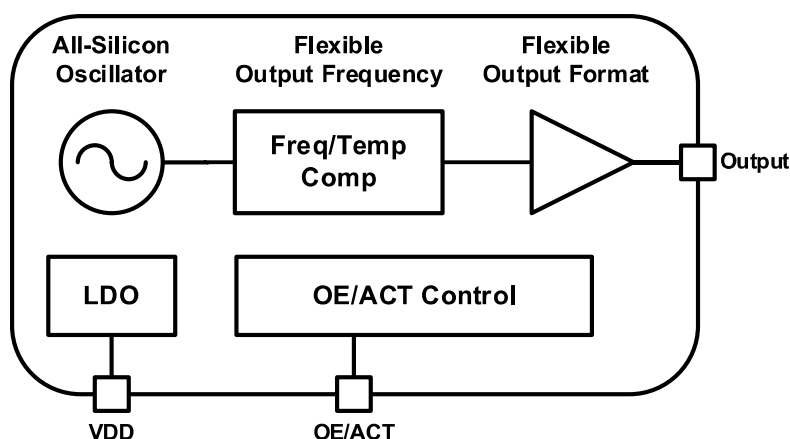 All-Silicon
Oscillator
Flexible
Output Frequency
Flexible
Output Format
Freq/Temp
Comp
Output
LDO
OE/ACT Control
VDD
OE/ACT